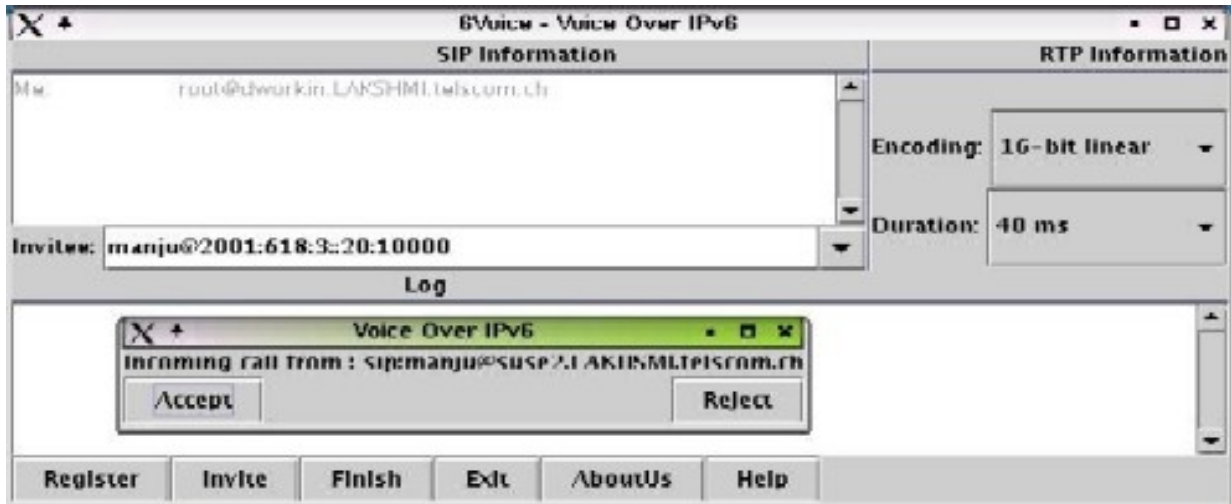 6Voice - Voice Over IPv6
SIP Information
RTP Information
Me: root@dworkin.LAKSHMI.telscom.ch
Encoding: 16-bit linear
Duration: 40 ms
Invitee: manju@2001:618:3::20:10000
Log
Voice Over IPv6
Incoming call from : sip:manju@suse2.LAKHSMI.telscom.ch
Accept
Reject
Register
Invite
Finish
Exit
AboutUs
Help